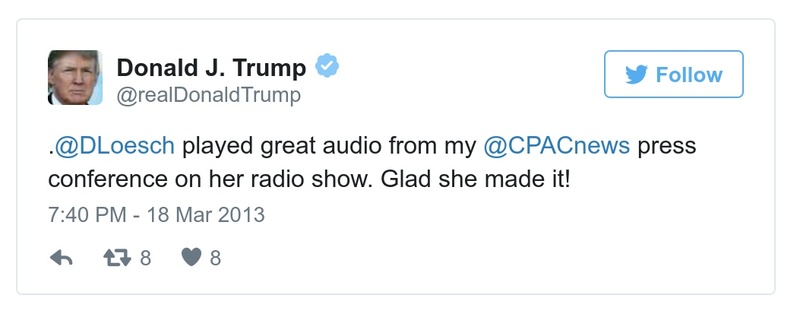 Donald J. Trump
@realDonaldTrump
Follow
.@DLoesch played great audio from my @CPACnews press
conference on her radio show. Glad she made it!
7:40 PM - 18 Mar 2013
8 8